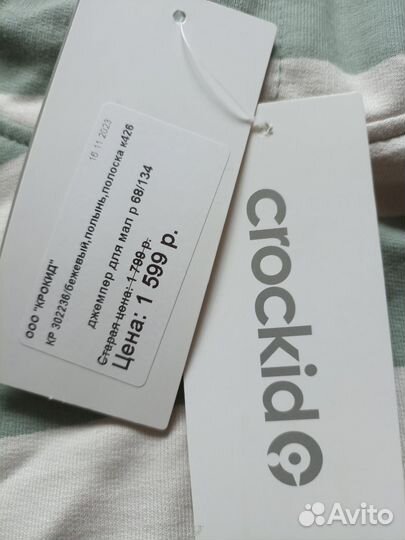 16 11 2023
ООО "КРОКИД"
КР 302236/бежевый,полынь,полоска к426
джемпер для мал р 68/134
Старая цена: 1 799 р.
Цена: 1 599 р.
crockid
Avito